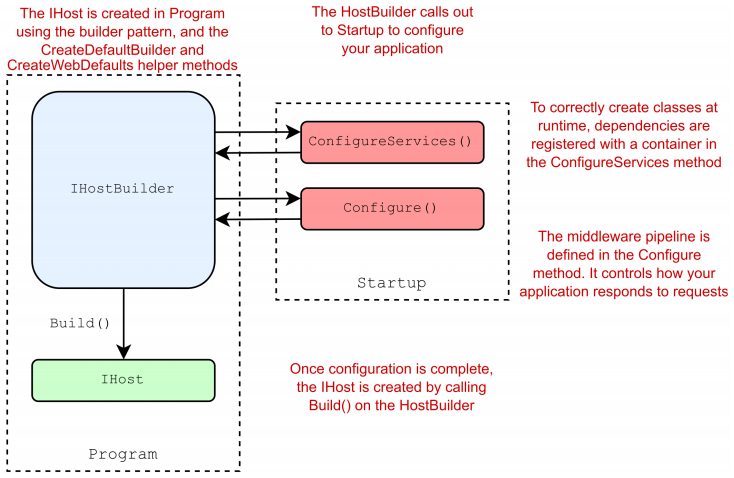 The IHost is created in Program
using the builder pattern, and the
CreateDefaultBuilder and
CreateWebDefaults helper methods
The HostBuilder calls out
to Startup to configure
your application
IHostBuilder
ConfigureServices()
Configure()
Startup
To correctly create classes at
runtime, dependencies are
registered with a container in
the ConfigureServices method
The middleware pipeline is
defined in the Configure
method. It controls how your
application responds to requests
Build()
IHost
Program
Once configuration is complete,
the IHost is created by calling
Build() on the HostBuilder